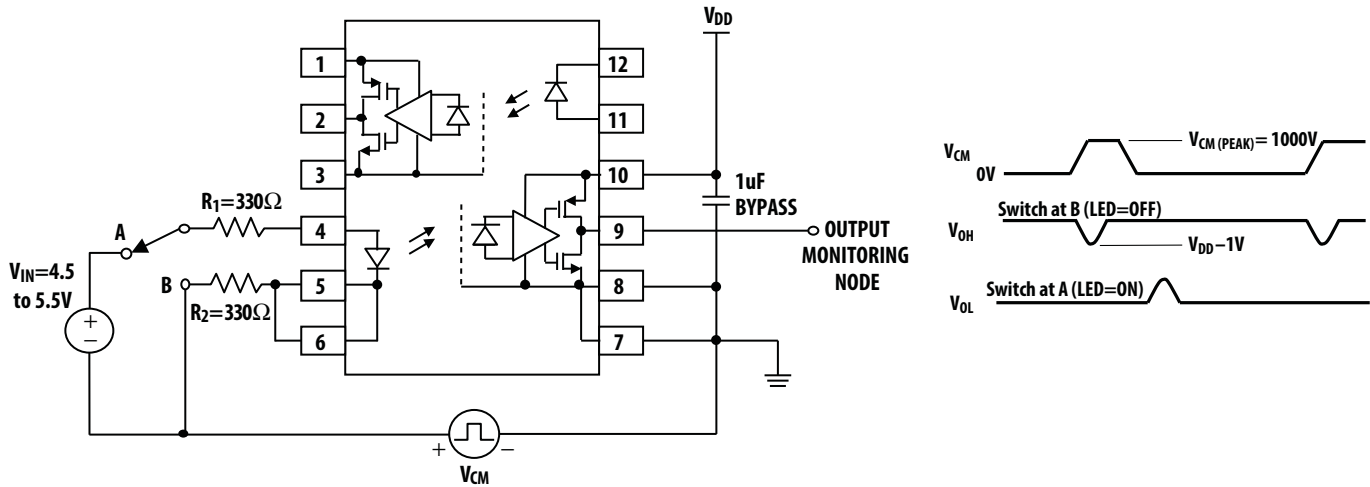 V_DD
1
2
3
4
5
6
12
11
10
9
8
7
1uF
BYPASS
R₁=330Ω
A
V_IN=4.5
to 5.5V
+
−
B
R₂=330Ω
OUTPUT
MONITORING
NODE
+
−
V_CM
V_CM
0V
V_CM (PEAK)= 1000V
Switch at B (LED=OFF)
V_OH
V_DD−1V
Switch at A (LED=ON)
V_OL